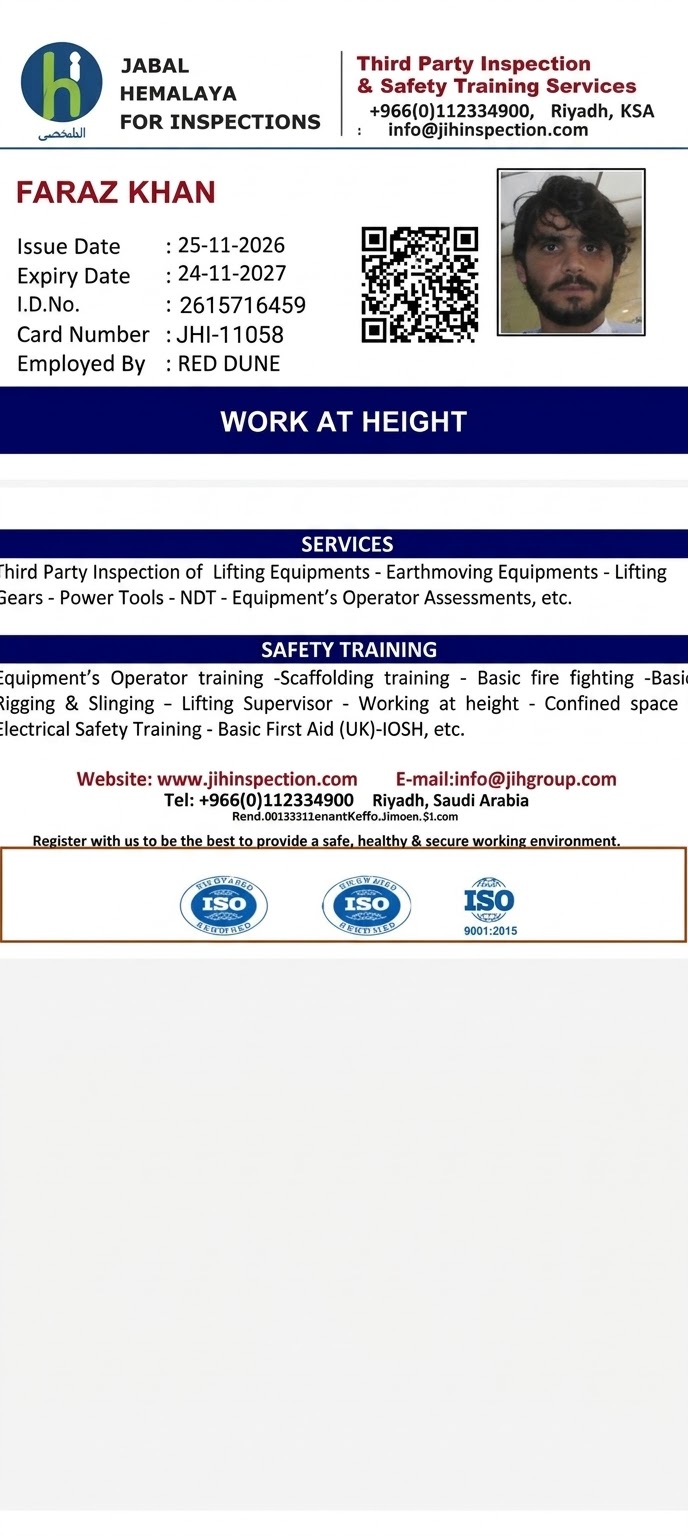 JABAL
HEMALAYA
FOR INSPECTIONS
Third Party Inspection
& Safety Training Services
+966(0)112334900, Riyadh, KSA
: info@jihinspection.com
FARAZ KHAN
Issue Date : 25-11-2026
Expiry Date : 24-11-2027
I.D.No. : 2615716459
Card Number : JHI-11058
Employed By : RED DUNE
WORK AT HEIGHT
SERVICES
Third Party Inspection of Lifting Equipments - Earthmoving Equipments - Lifting
Gears - Power Tools - NDT - Equipment’s Operator Assessments, etc.
SAFETY TRAINING
Equipment’s Operator training -Scaffolding training - Basic fire fighting -Basic
Rigging & Slinging – Lifting Supervisor - Working at height - Confined space
Electrical Safety Training - Basic First Aid (UK)-IOSH, etc.
Website: www.jihinspection.com E-mail:info@jihgroup.com
Tel: +966(0)112334900 Riyadh, Saudi Arabia
Rend.00133311enantKeffo.Jimoen.$1.com
Register with us to be the best to provide a safe, healthy & secure working environment.
ISO
ISO
ISO
9001:2015